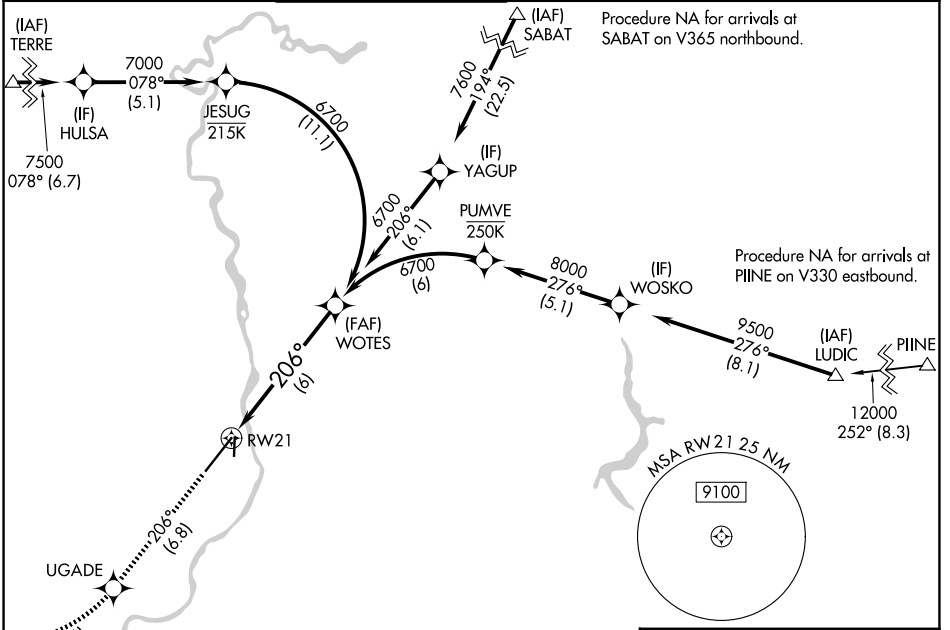 (IAF)
TERRE
7000
078°
(5.1)
(IF)
HULSA
JESUG
215K
7500
078° (6.7)
6700
(11.1)
(IAF)
SABAT
Procedure NA for arrivals at
SABAT on V365 northbound.
7600
194°
(22.5)
(IF)
YAGUP
6700
206°
(6.1)
PUMVE
250K
6700
(6)
8000
276°
(5.1)
(IF)
WOSKO
Procedure NA for arrivals at
PIINE on V330 eastbound.
9500
276°
(8.1)
(IAF)
LUDIC
PIINE
12000
252° (8.3)
(FAF)
WOTES
206°
(6)
RW21
206°
(6.8)
UGADE
MSA RW21 25 NM
9100